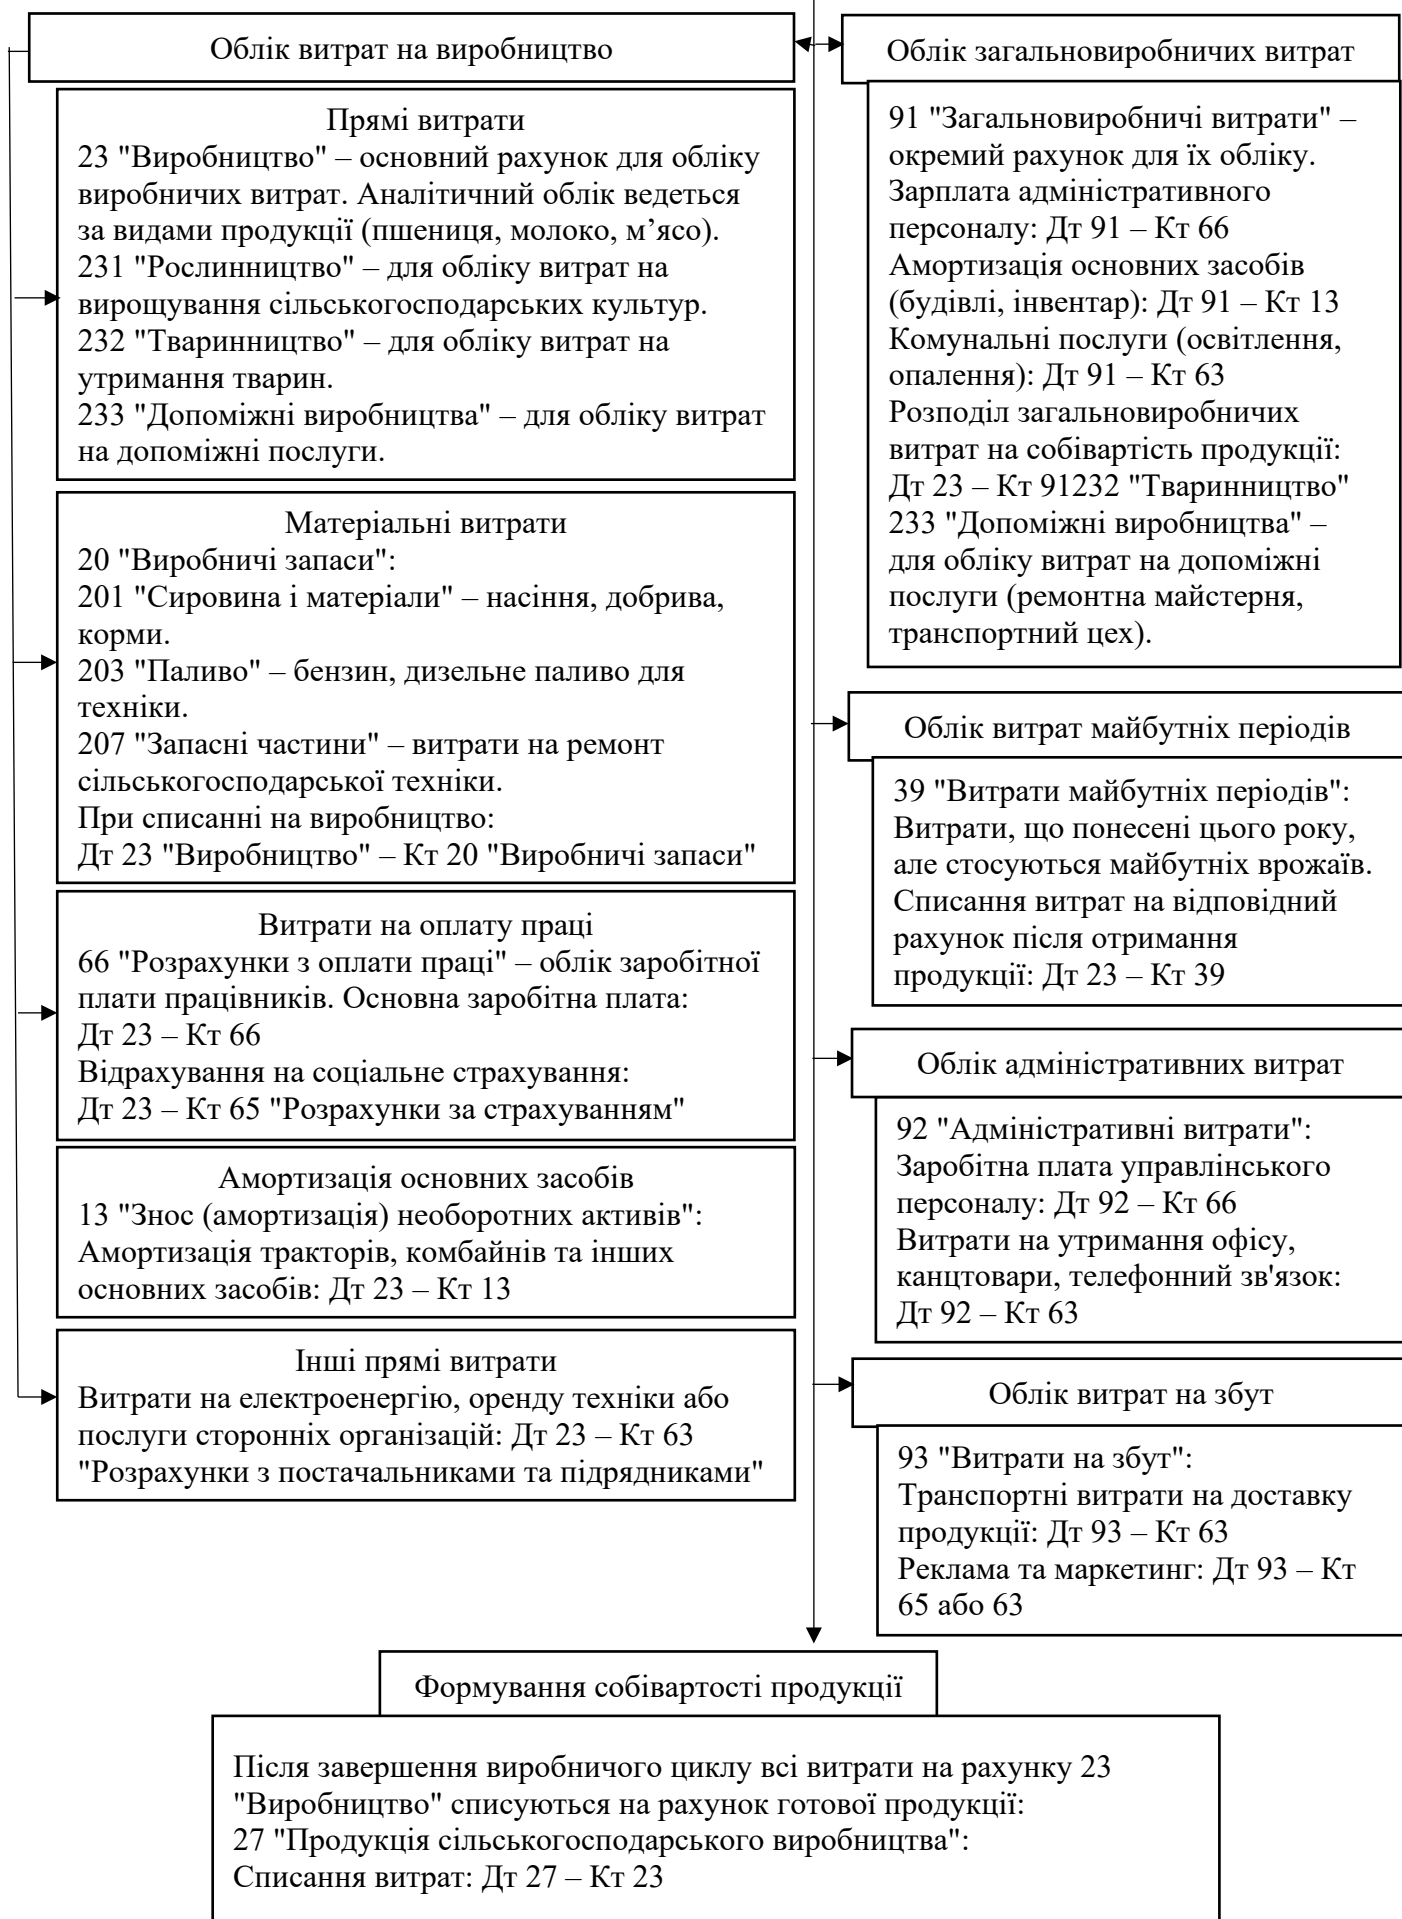 Облік витрат на виробництво
Прямі витрати
23 "Виробництво" – основний рахунок для обліку
виробничих витрат. Аналітичний облік ведеться
за видами продукції (пшениця, молоко, м’ясо).
231 "Рослинництво" – для обліку витрат на
вирощування сільськогосподарських культур.
232 "Тваринництво" – для обліку витрат на
утримання тварин.
233 "Допоміжні виробництва" – для обліку витрат
на допоміжні послуги.
Матеріальні витрати
20 "Виробничі запаси":
201 "Сировина і матеріали" – насіння, добрива,
корми.
203 "Паливо" – бензин, дизельне паливо для
техніки.
207 "Запасні частини" – витрати на ремонт
сільськогосподарської техніки.
При списанні на виробництво:
Дт 23 "Виробництво" – Кт 20 "Виробничі запаси"
Витрати на оплату праці
66 "Розрахунки з оплати праці" – облік заробітної
плати працівників. Основна заробітна плата:
Дт 23 – Кт 66
Відрахування на соціальне страхування:
Дт 23 – Кт 65 "Розрахунки за страхуванням"
Амортизація основних засобів
13 "Знос (амортизація) необоротних активів":
Амортизація тракторів, комбайнів та інших
основних засобів: Дт 23 – Кт 13
Інші прямі витрати
Витрати на електроенергію, оренду техніки або
послуги сторонніх організацій: Дт 23 – Кт 63
"Розрахунки з постачальниками та підрядниками"
Облік загальновиробничих витрат
91 "Загальновиробничі витрати" –
окремий рахунок для їх обліку.
Зарплата адміністративного
персоналу: Дт 91 – Кт 66
Амортизація основних засобів
(будівлі, інвентар): Дт 91 – Кт 13
Комунальні послуги (освітлення,
опалення): Дт 91 – Кт 63
Розподіл загальновиробничих
витрат на собівартість продукції:
Дт 23 – Кт 91232 "Тваринництво"
233 "Допоміжні виробництва" –
для обліку витрат на допоміжні
послуги (ремонтна майстерня,
транспортний цех).
Облік витрат майбутніх періодів
39 "Витрати майбутніх періодів":
Витрати, що понесені цього року,
але стосуються майбутніх врожаїв.
Списання витрат на відповідний
рахунок після отримання
продукції: Дт 23 – Кт 39
Облік адміністративних витрат
92 "Адміністративні витрати":
Заробітна плата управлінського
персоналу: Дт 92 – Кт 66
Витрати на утримання офісу,
канцтовари, телефонний зв'язок:
Дт 92 – Кт 63
Облік витрат на збут
93 "Витрати на збут":
Транспортні витрати на доставку
продукції: Дт 93 – Кт 63
Реклама та маркетинг: Дт 93 – Кт
65 або 63
Формування собівартості продукції
Після завершення виробничого циклу всі витрати на рахунку 23
"Виробництво" списуються на рахунок готової продукції:
27 "Продукція сільськогосподарського виробництва":
Списання витрат: Дт 27 – Кт 23